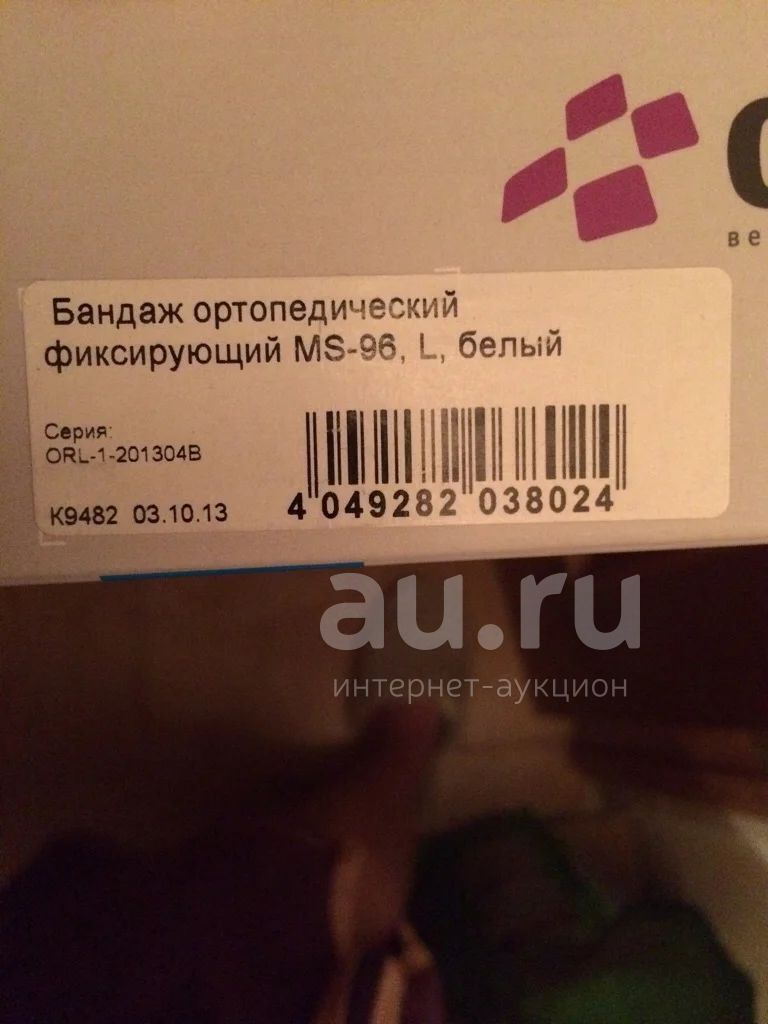 Бандаж ортопедический
фиксирующий MS-96, L, белый
Серия:
ORL-1-201304B
K9482 03.10.13
4 049282 038024
au.ru
интернет-аукцион